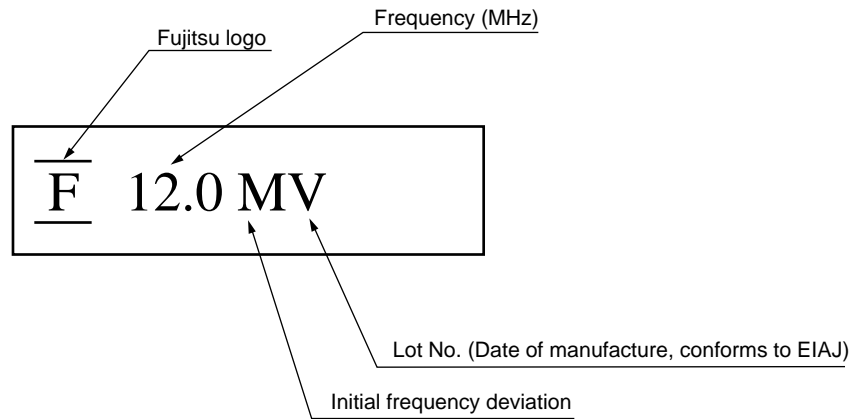 Frequency (MHz)
Fujitsu logo
F 12.0 MV
Lot No. (Date of manufacture, conforms to EIAJ)
Initial frequency deviation